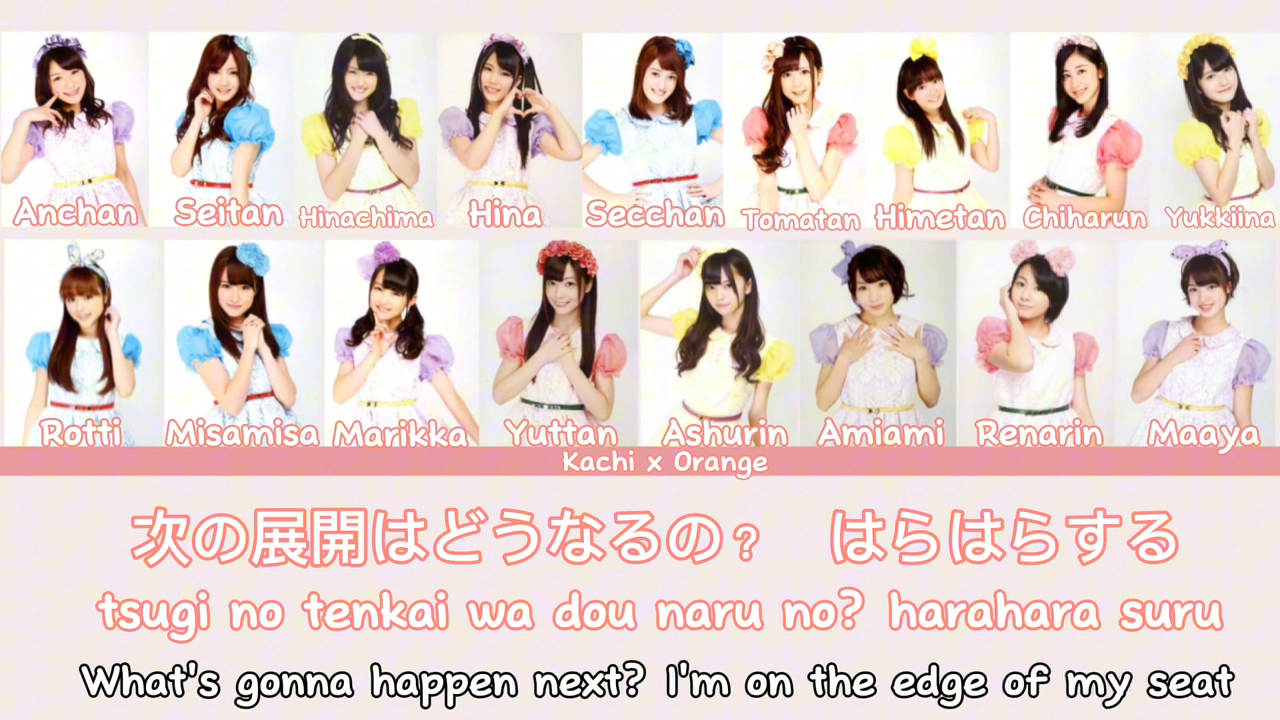 Anchan Seitan Hinachima Hina Secchan Tomatan Himetan Chiharun Yukkiina
Rotti Misamisa Marikka Yuttan Ashurin Amiami Renarin Maaya
Kachi x Orange
次の展開はどうなるの？　はらはらする
tsugi no tenkai wa dou naru no? harahara suru
What's gonna happen next? I'm on the edge of my seat